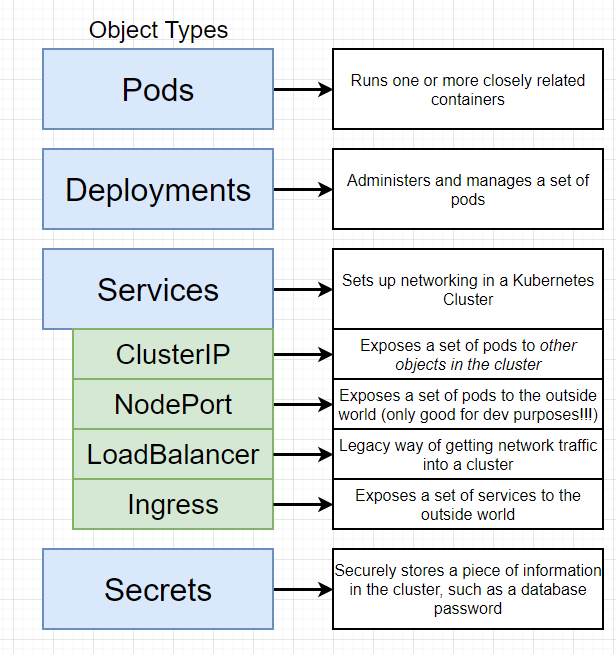 Object Types
Pods
Runs one or more closely related
containers
Deployments
Administers and manages a set of
pods
Services
Sets up networking in a Kubernetes
Cluster
ClusterIP
Exposes a set of pods to other
objects in the cluster
NodePort
Exposes a set of pods to the outside
world (only good for dev purposes!!!)
LoadBalancer
Legacy way of getting network traffic
into a cluster
Ingress
Exposes a set of services to the
outside world
Secrets
Securely stores a piece of information
in the cluster, such as a database
password